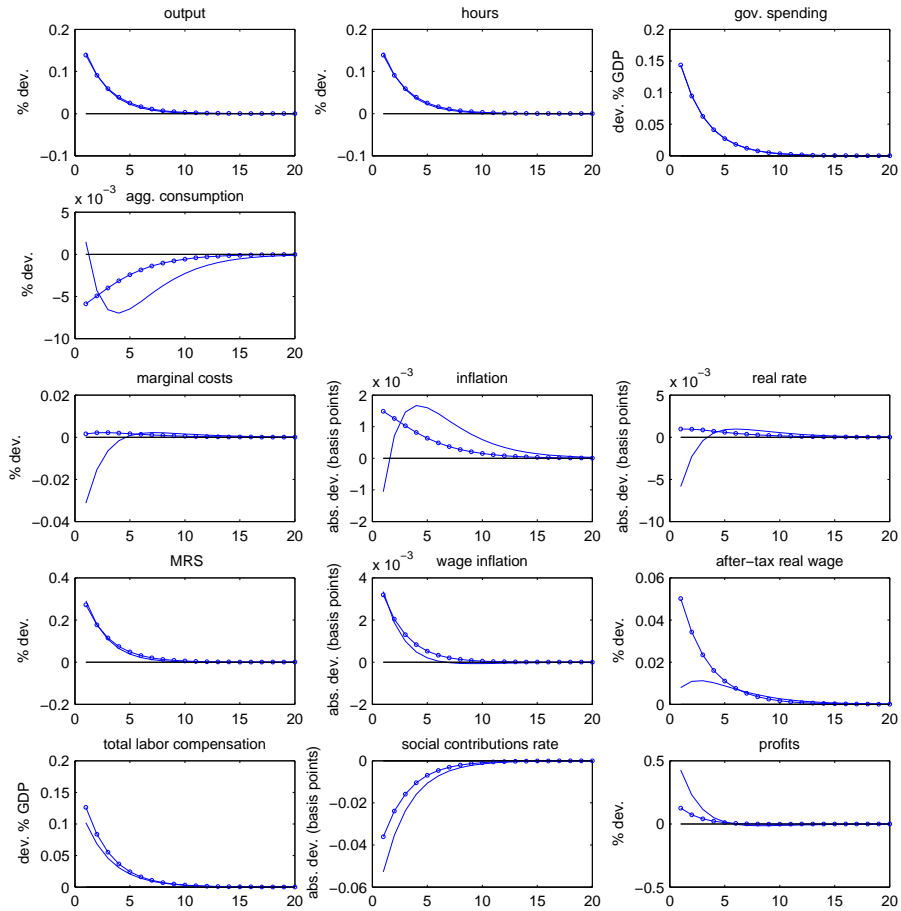 output
hours
gov. spending
0.2
0.1
0
−0.1
0 5 10 15 20
% dev.
0.2
0.1
0
−0.1
0 5 10 15 20
% dev.
0.2
0.15
0.1
0.05
0
0 5 10 15 20
dev. % GDP
x 10−3
agg. consumption
5
0
−5
−10
0 5 10 15 20
% dev.
marginal costs
0.02
0
−0.02
−0.04
0 5 10 15 20
% dev.
x 10−3
inflation
2
1
0
−1
−2
0 5 10 15 20
abs. dev. (basis points)
x 10−3
real rate
5
0
−5
−10
0 5 10 15 20
abs. dev. (basis points)
MRS
0.4
0.2
0
−0.2
0 5 10 15 20
% dev.
x 10−3
wage inflation
4
2
0
−2
0 5 10 15 20
abs. dev. (basis points)
after−tax real wage
0.06
0.04
0.02
0
0 5 10 15 20
% dev.
total labor compensation
0.2
0.15
0.1
0.05
0
0 5 10 15 20
dev. % GDP
social contributions rate
0
−0.02
−0.04
−0.06
0 5 10 15 20
abs. dev. (basis points)
profits
0.5
0
−0.5
0 5 10 15 20
% dev.